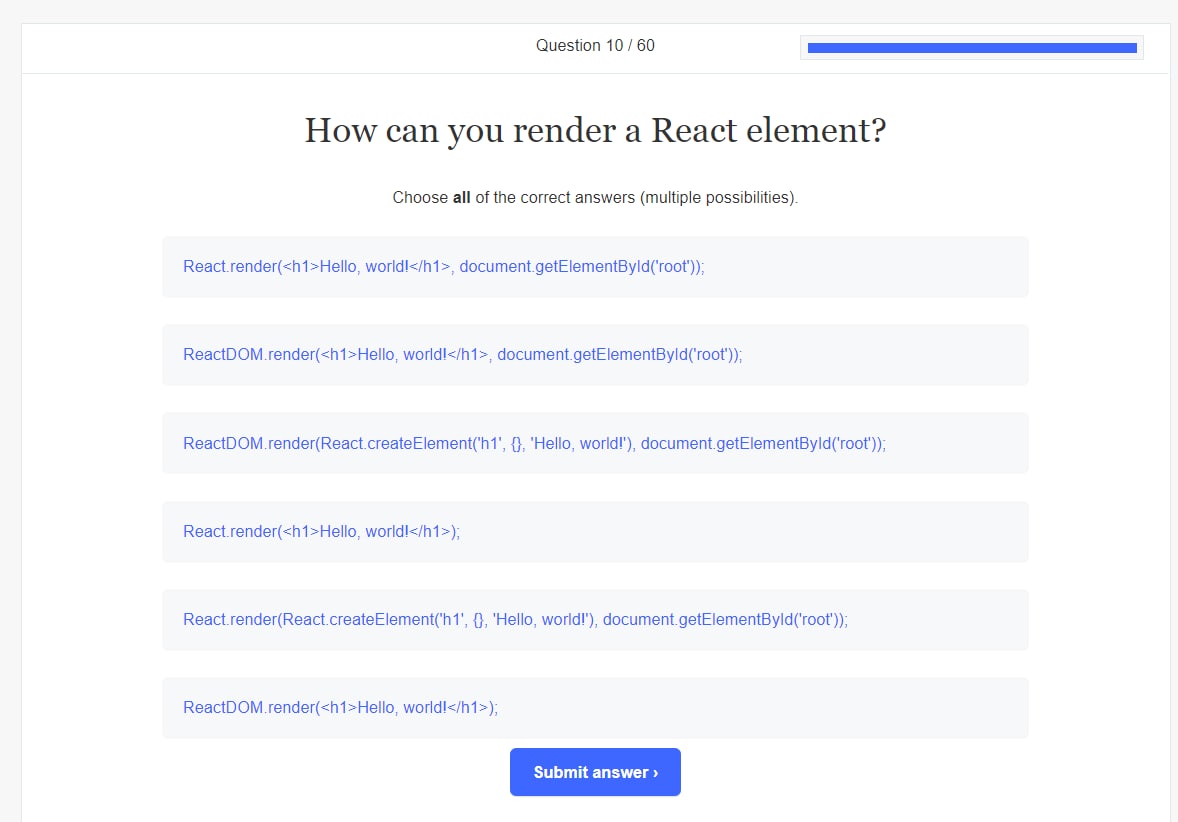 Question 10 / 60
How can you render a React element?
Choose all of the correct answers (multiple possibilities).
React.render(<h1>Hello, world!</h1>, document.getElementById('root'));
ReactDOM.render(<h1>Hello, world!</h1>, document.getElementById('root'));
ReactDOM.render(React.createElement('h1', {}, 'Hello, world!'), document.getElementById('root'));
React.render(<h1>Hello, world!</h1>);
React.render(React.createElement('h1', {}, 'Hello, world!'), document.getElementById('root'));
ReactDOM.render(<h1>Hello, world!</h1>);
Submit answer ›